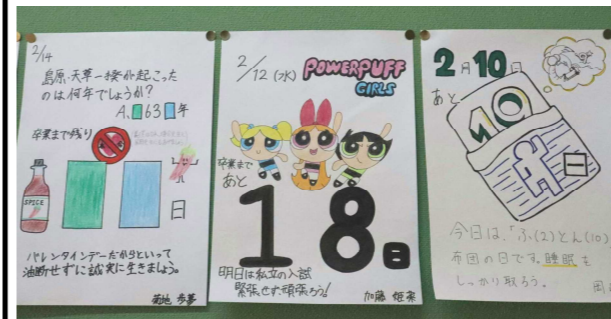 2/14
島原・天草一揆が起こった
のは何年でしょうか?
A. 63 年
卒業まで残り
SPICE
日
バレンタインデーだからといって
油断せずに誠実に生きましょう。
菊地 歩夢
2/12 (水)
POWERPUFF
GIRLS
卒業まで
あと
18日
明日は私立の入試
緊張せず、頑張ろう!
加藤
2月10日
あと
10
日
今日は、「ふ(2)とん(10)
布団の日です。睡眠を
しっかり取ろう。